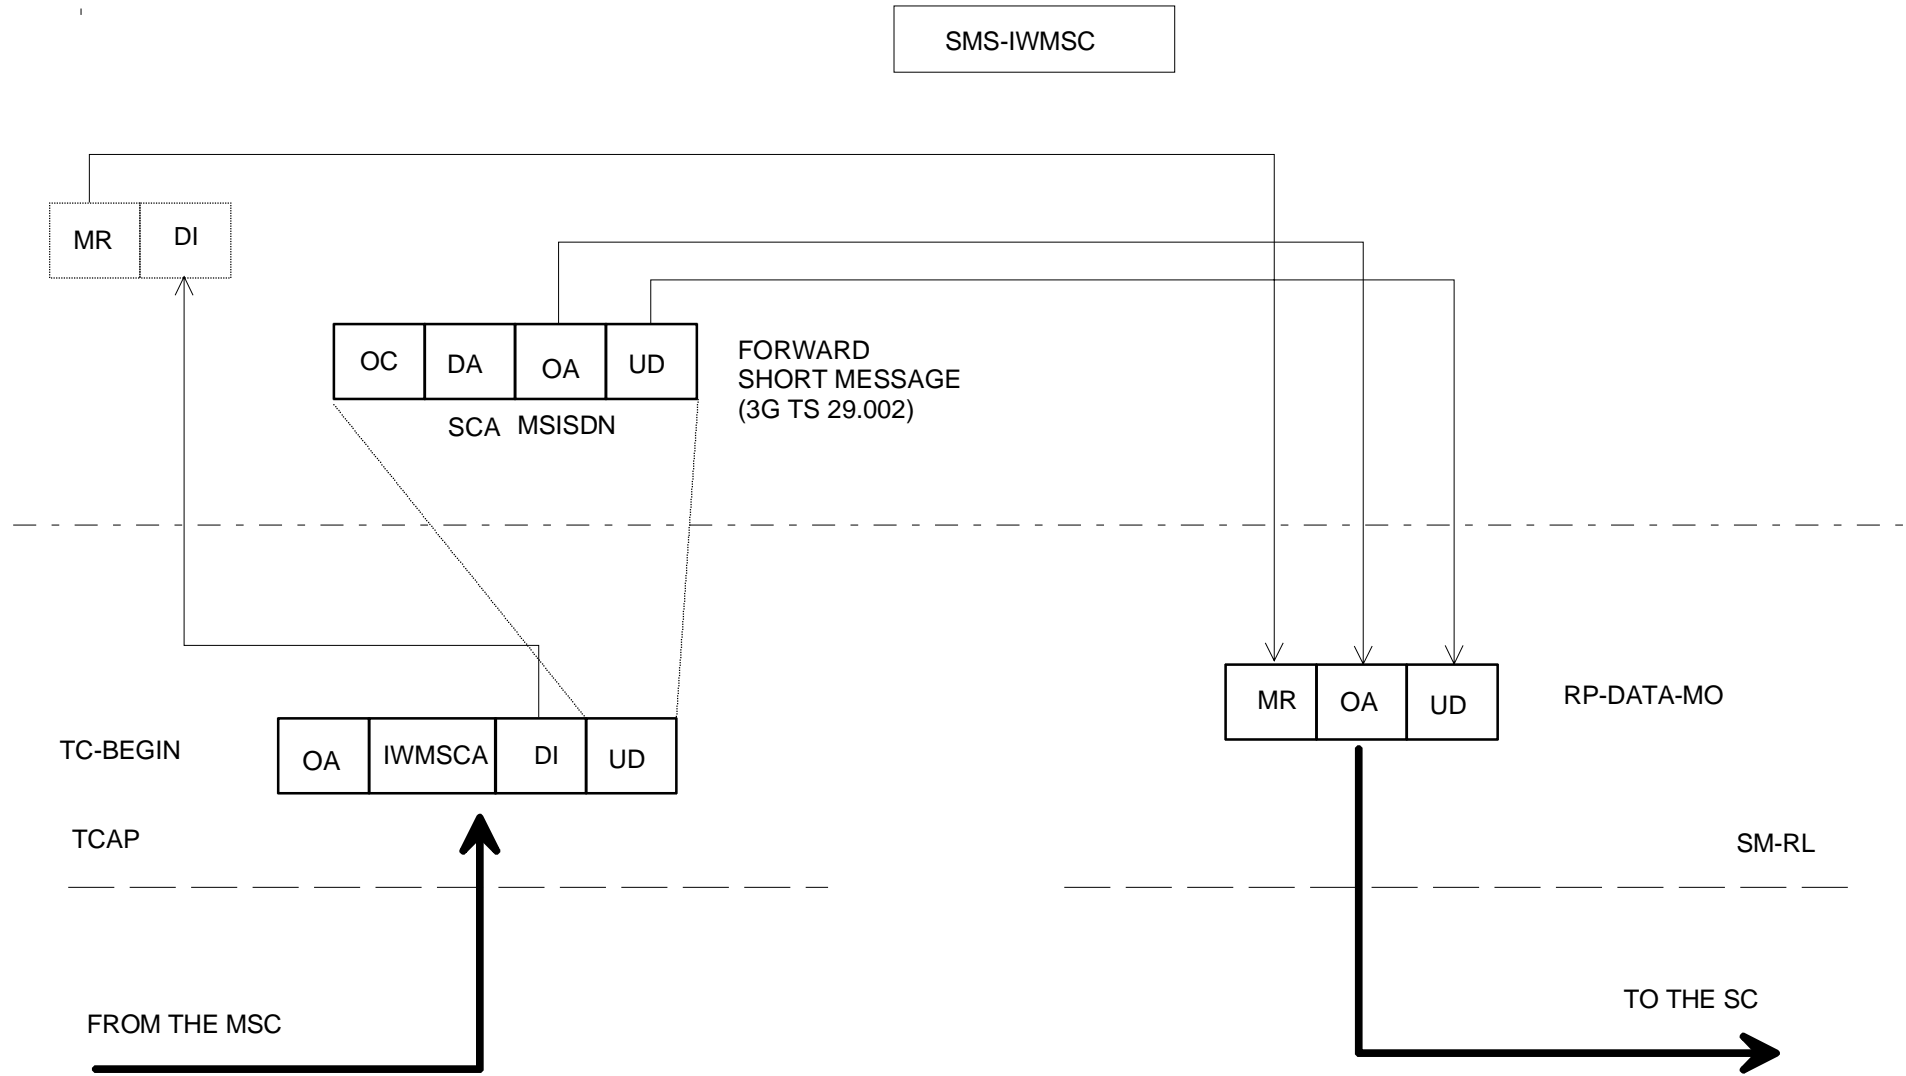 SMS-IWMSC
MR DI
OC DA OA UD
SCA MSISDN
FORWARD
SHORT MESSAGE
(3G TS 29.002)
MR OA UD
RP-DATA-MO
TC-BEGIN
OA IWMSCA DI UD
TCAP
SM-RL
FROM THE MSC
TO THE SC